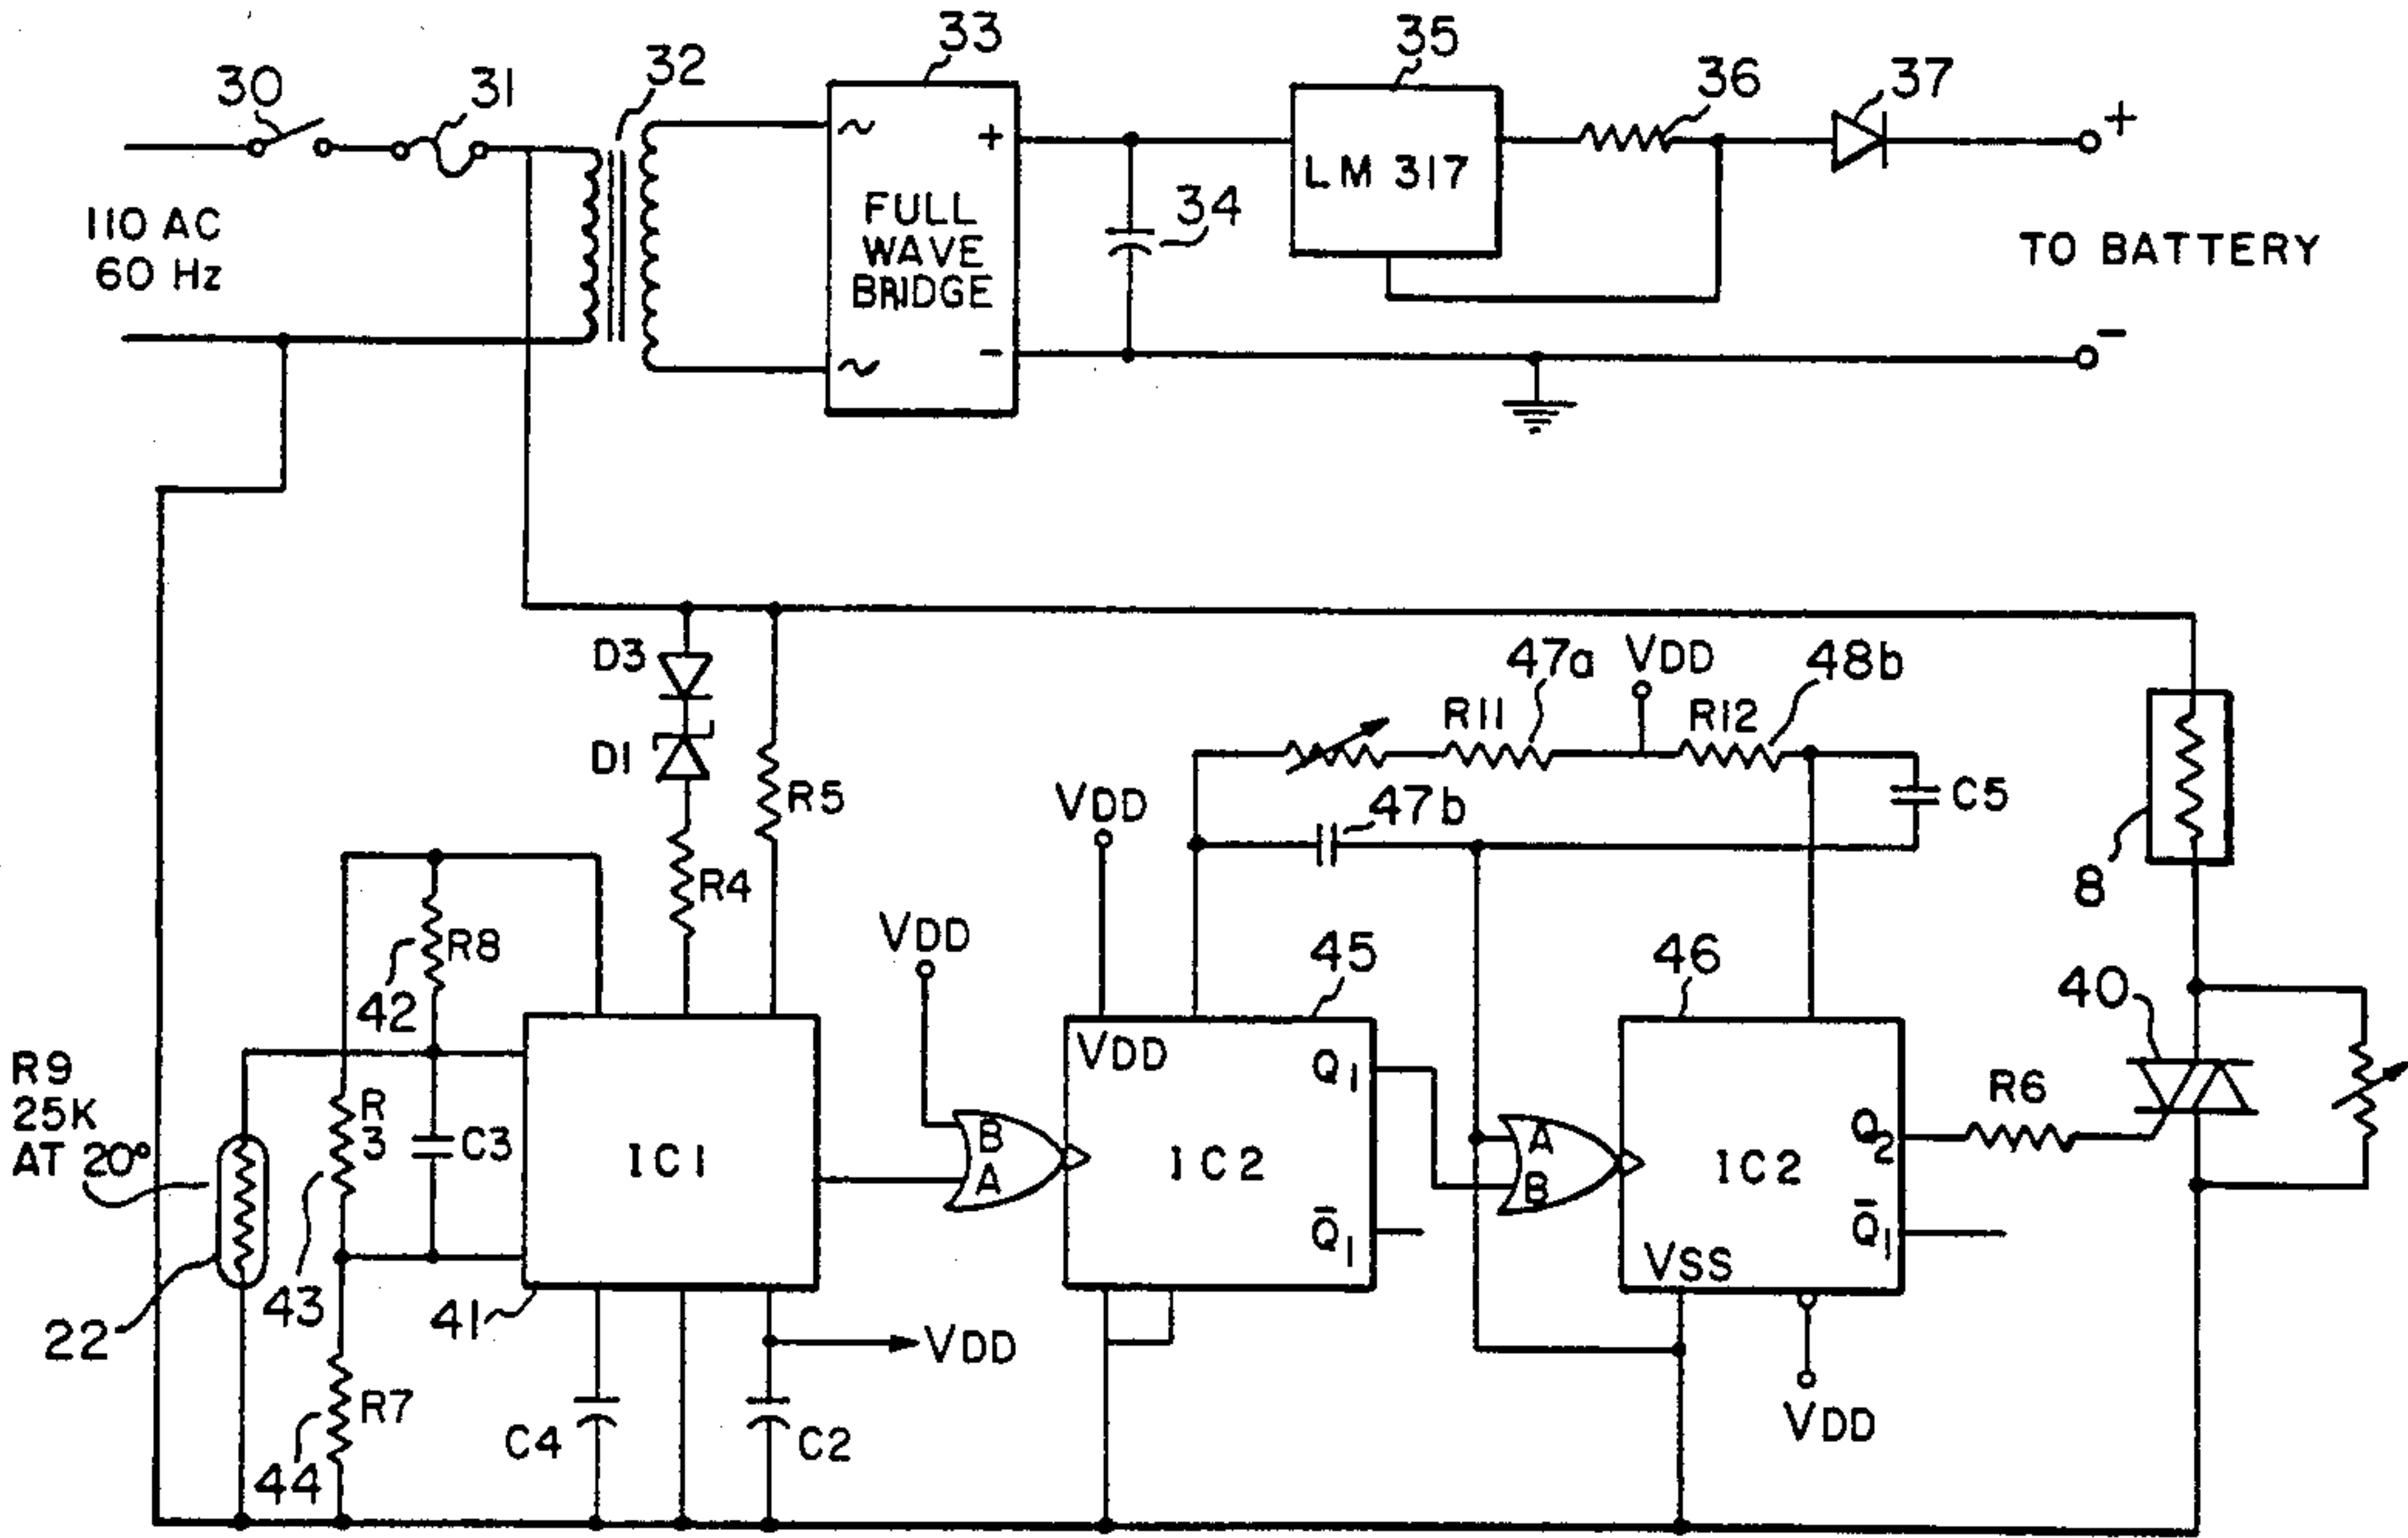 30
31
32
33
35
36
37
+
110 AC
60 Hz
~
+
FULL
WAVE
BRIDGE
~
-
34
LM 317
TO BATTERY
-
D3
D1
R5
R4
47a
VDD
48b
R11
R12
VDD
47b
C5
8
VDD
R8
42
45
46
40
R9
25K
AT 20°
R
3
C3
IC1
B
A
VDD
Q1
IC2
Q̅1
A
B
IC2
Q2
Q̅1
VSS
R6
22
43
41
VDD
44
R7
C4
C2
VDD